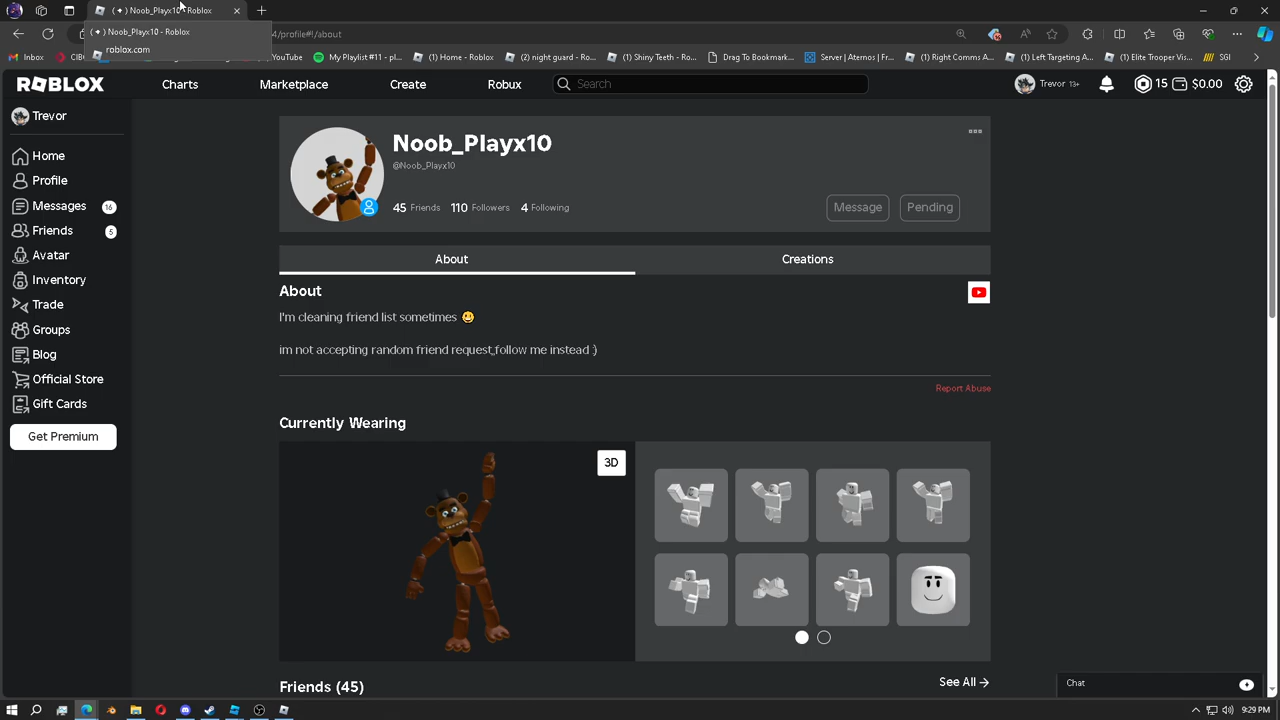 ( ✦ ) Noob_Playx10 - Roblox
( ✦ ) Noob_Playx10 - Roblox
roblox.com
4/profile#!/about
Inbox
YouTube
My Playlist #11 - pl...
(1) Home - Roblox
(2) night guard - Ro...
(1) Shiny Teeth - Ro...
Drag To Bookmark...
Server | Aternos | Fr...
(1) Right Comms A...
(1) Left Targeting A...
(1) Elite Trooper Vis...
SGI
ROBLOX
Charts
Marketplace
Create
Robux
Search
Trevor 13+
15
$0.00
Trevor
Home
Profile
Messages 16
Friends 5
Avatar
Inventory
Trade
Groups
Blog
Official Store
Gift Cards
Get Premium
Noob_Playx10
@Noob_Playx10
45 Friends 110 Followers 4 Following
Message
Pending
About
Creations
About
I'm cleaning friend list sometimes 😃
im not accepting random friend request,follow me instead :)
Report Abuse
Currently Wearing
3D
Friends (45)
See All →
Chat
9:29 PM